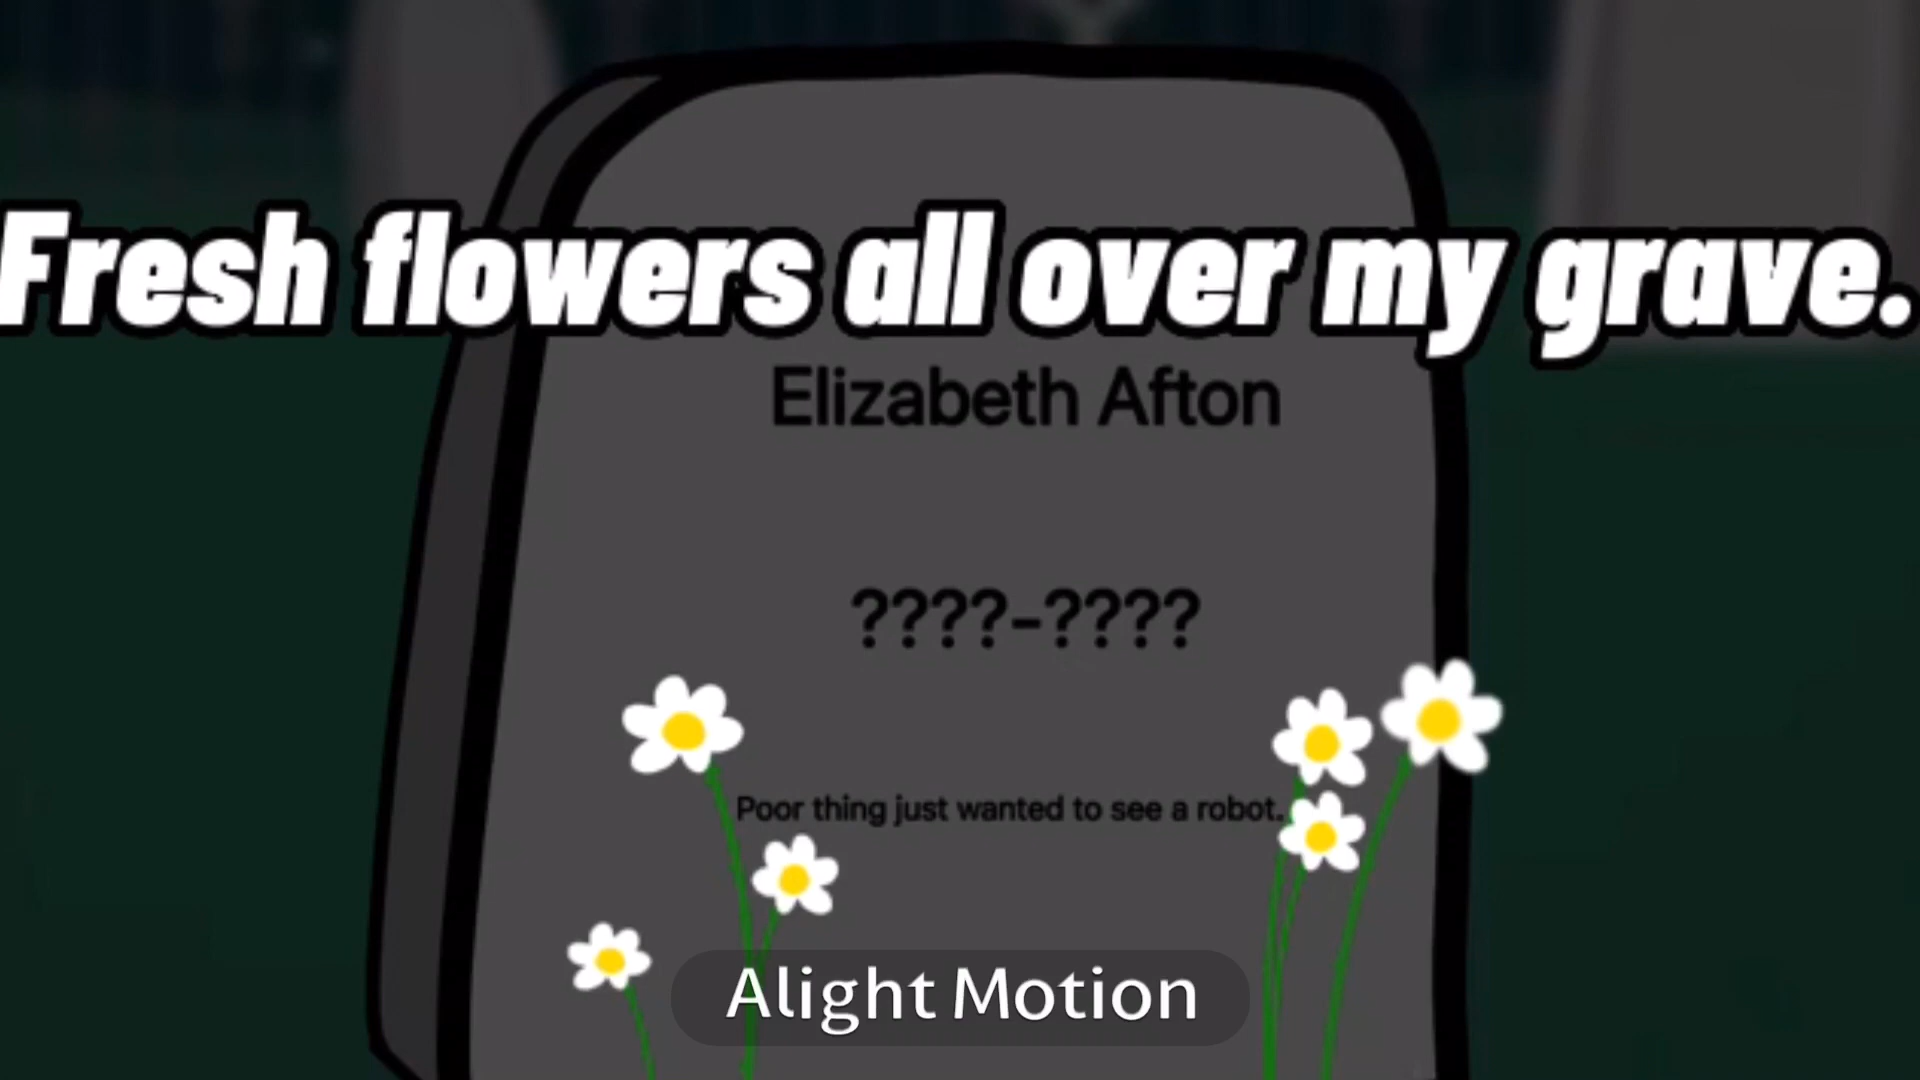 Fresh flowers all over my grave.
Elizabeth Afton
????-????
Poor thing just wanted to see a robot.
Alight Motion